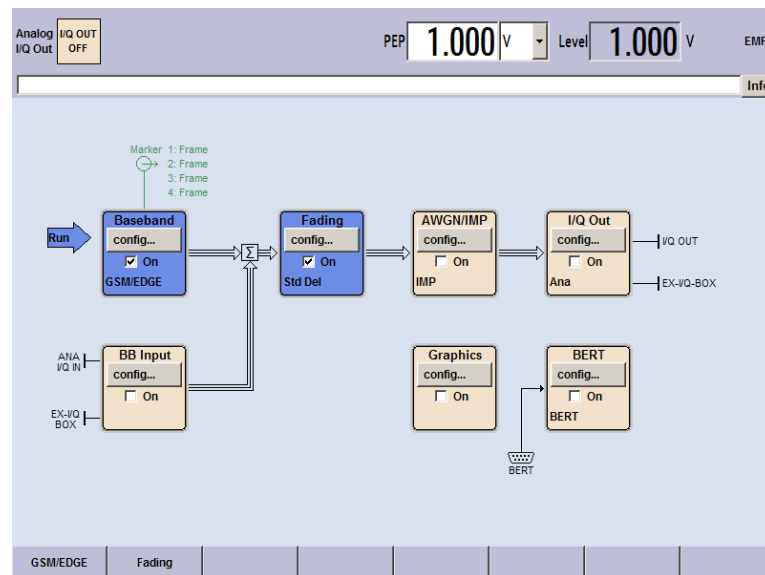 Analog I/Q OUT
I/Q Out OFF
PEP 1.000 V Level 1.000 V EMF
Info
Marker 1: Frame
2: Frame
3: Frame
4: Frame
Run
Baseband
config...
On
GSM/EDGE
Σ
Fading
config...
On
Std Del
AWGN/IMP
config...
On
IMP
I/Q Out
config...
On
Ana
I/Q OUT
EX-I/Q-BOX
ANA
I/Q IN
EX-I/Q
BOX
BB Input
config...
On
Graphics
config...
On
BERT
config...
On
BERT
BERT
GSM/EDGE Fading